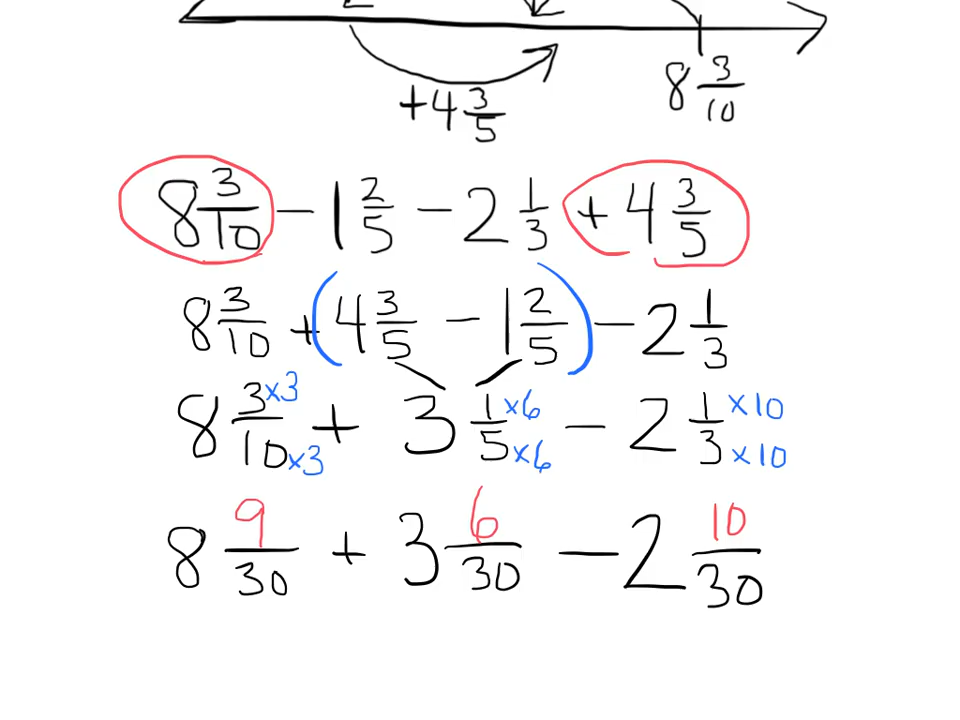 +4 3/5
8 3/10
8 3/10 - 1 2/5 - 2 1/3 + 4 3/5
8 3/10 + (4 3/5 - 1 2/5) - 2 1/3
8 3×3/10×3 + 3 1×6/5×6 - 2 1×10/3×10
8 9/30 + 3 6/30 - 2 10/30